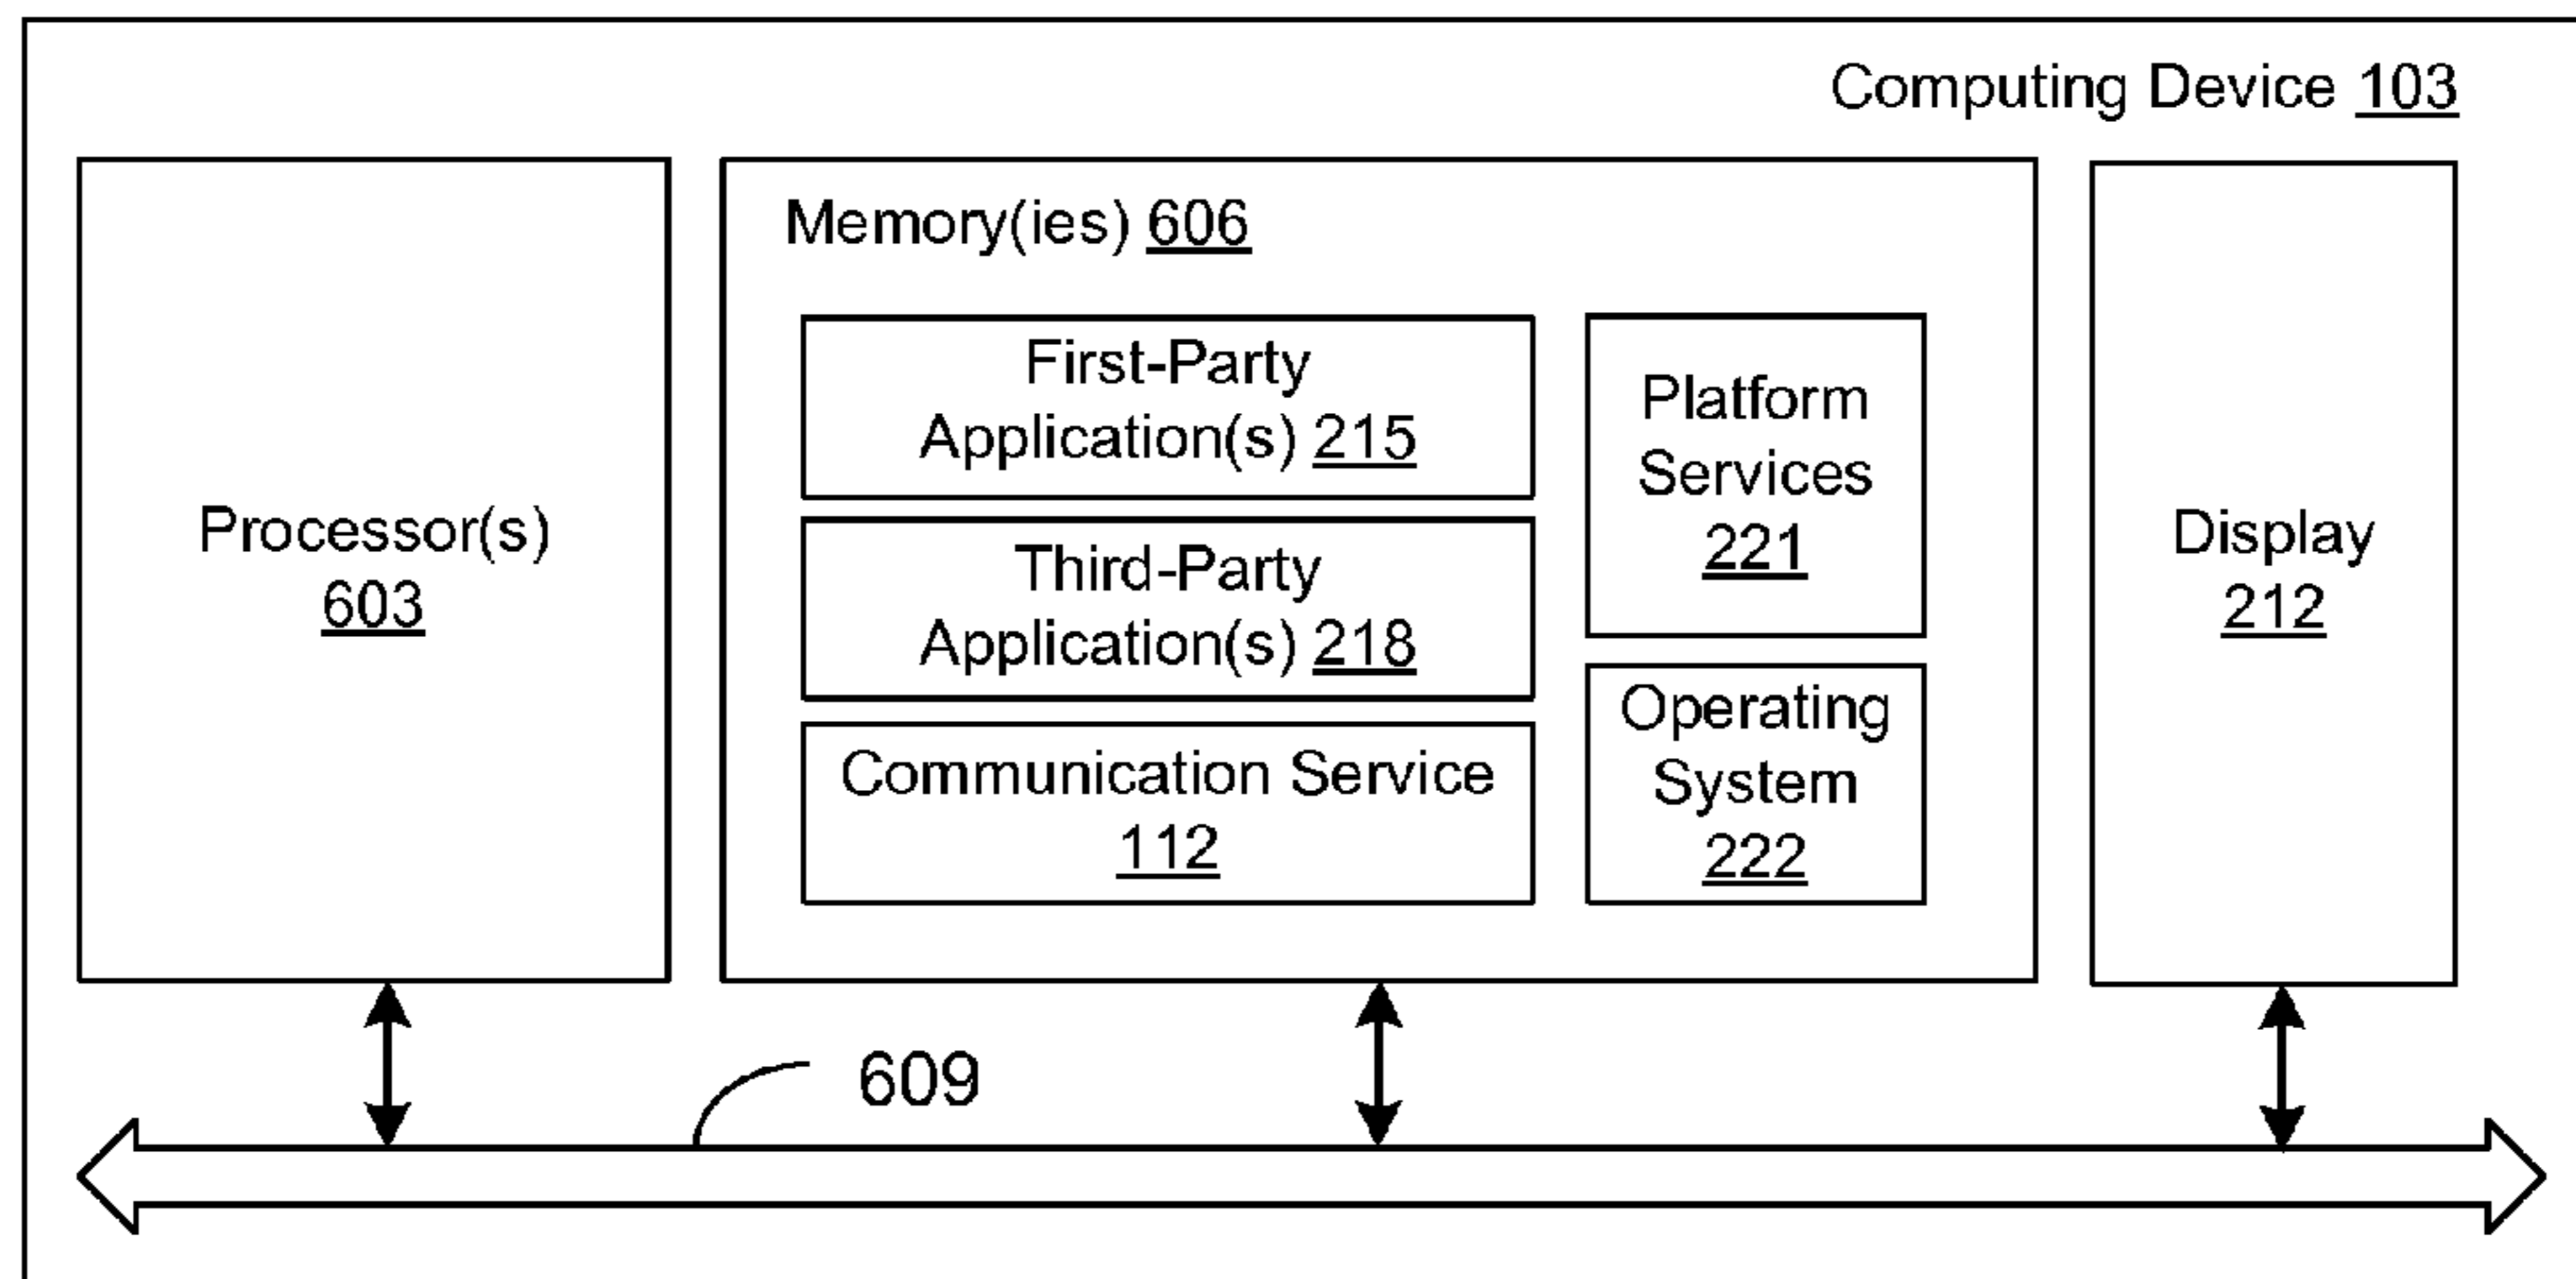 Computing Device 103
Processor(s)
603
Memory(ies) 606
First-Party
Application(s) 215
Third-Party
Application(s) 218
Communication Service
112
Platform
Services
221
Operating
System
222
Display
212
609